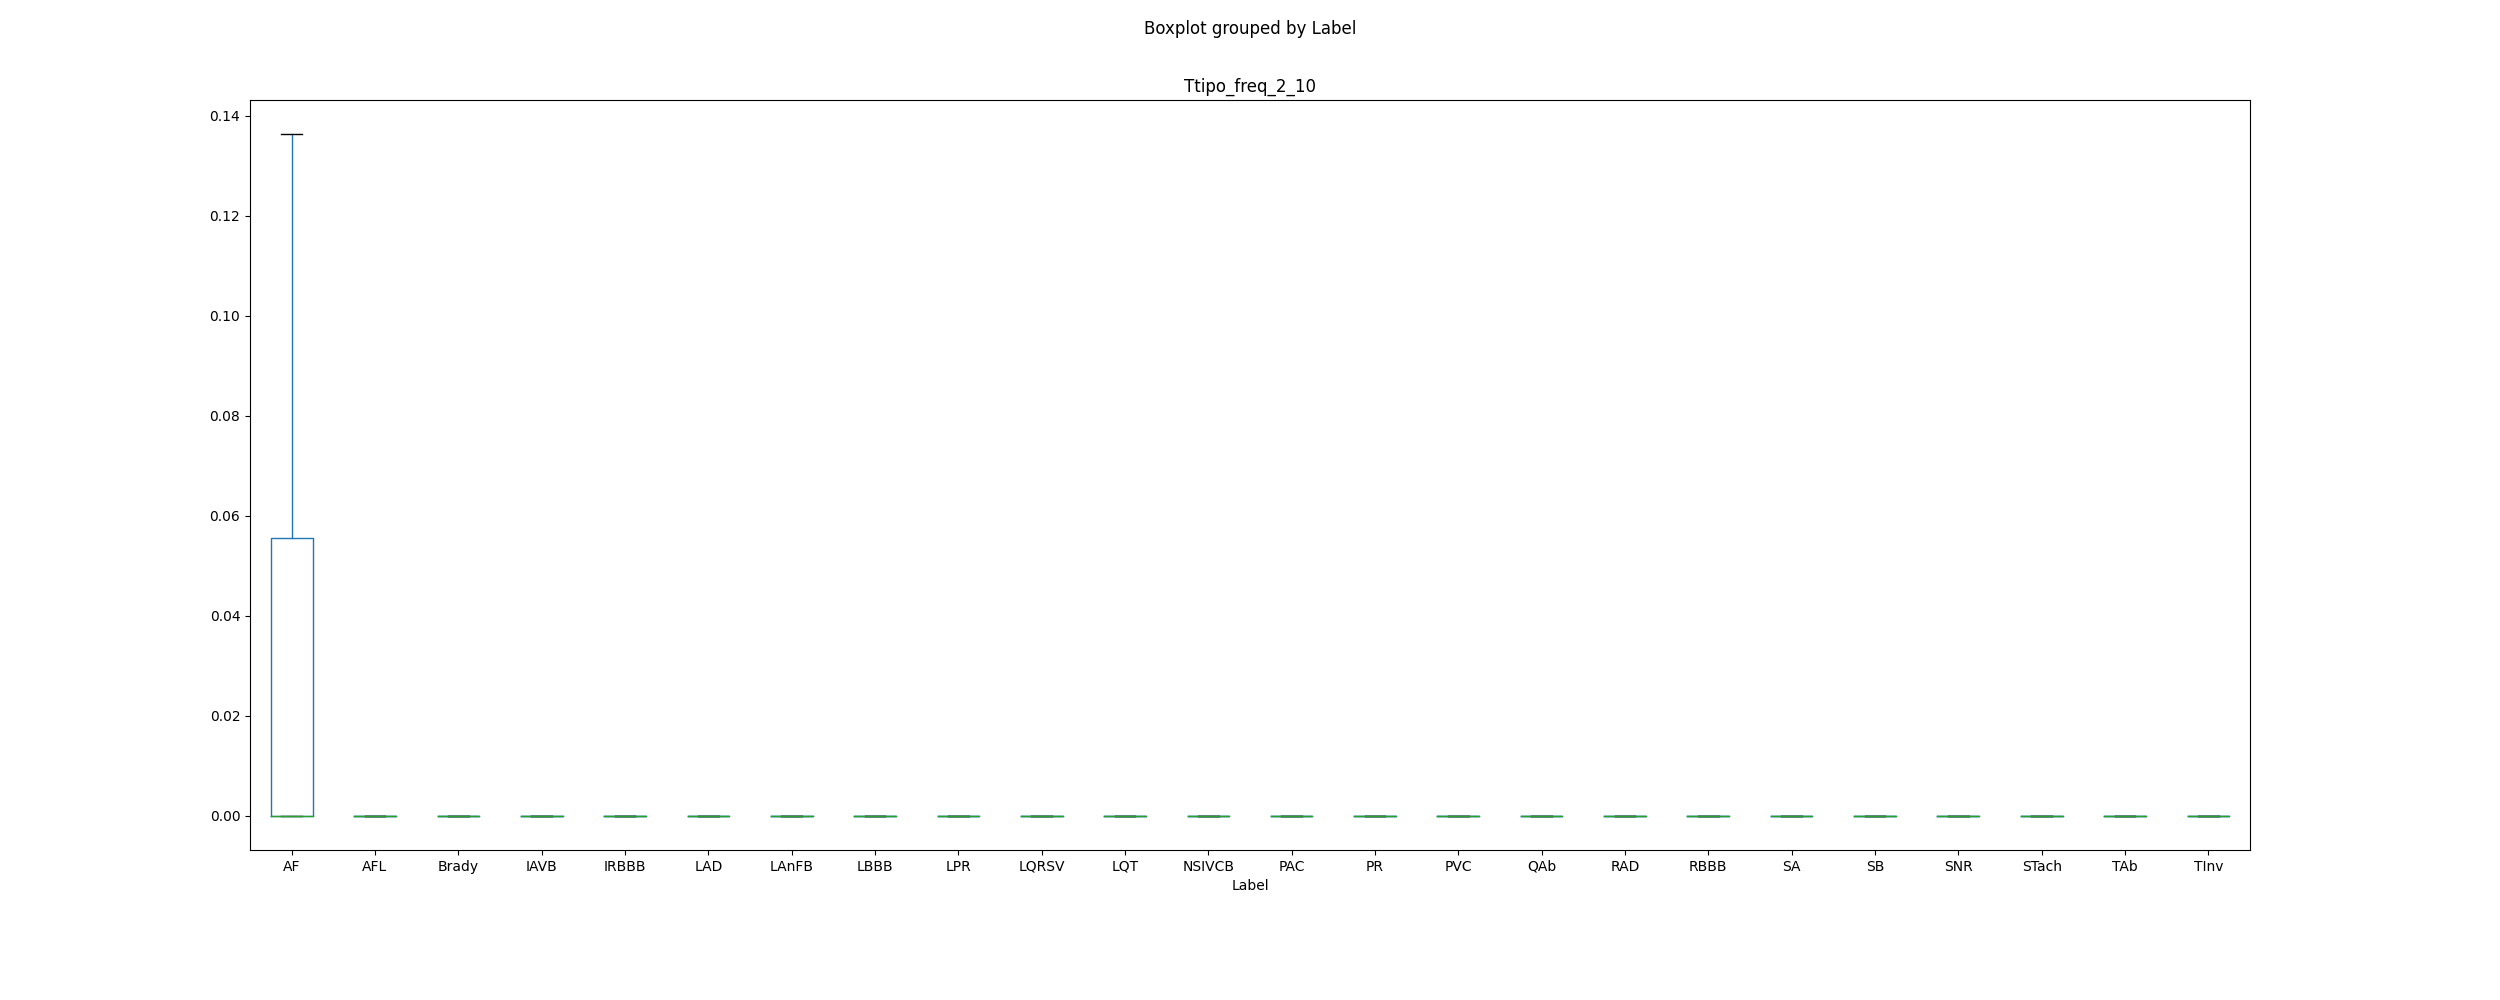 Boxplot grouped by Label
Ttipo_freq_2_10
0.14
0.12
0.10
0.08
0.06
0.04
0.02
0.00
AF AFL Brady IAVB IRBBB LAD LAnFB LBBB LPR LQRSV LQT NSIVCB PAC PR PVC QAb RAD RBBB SA SB SNR STach TAb TInv
Label